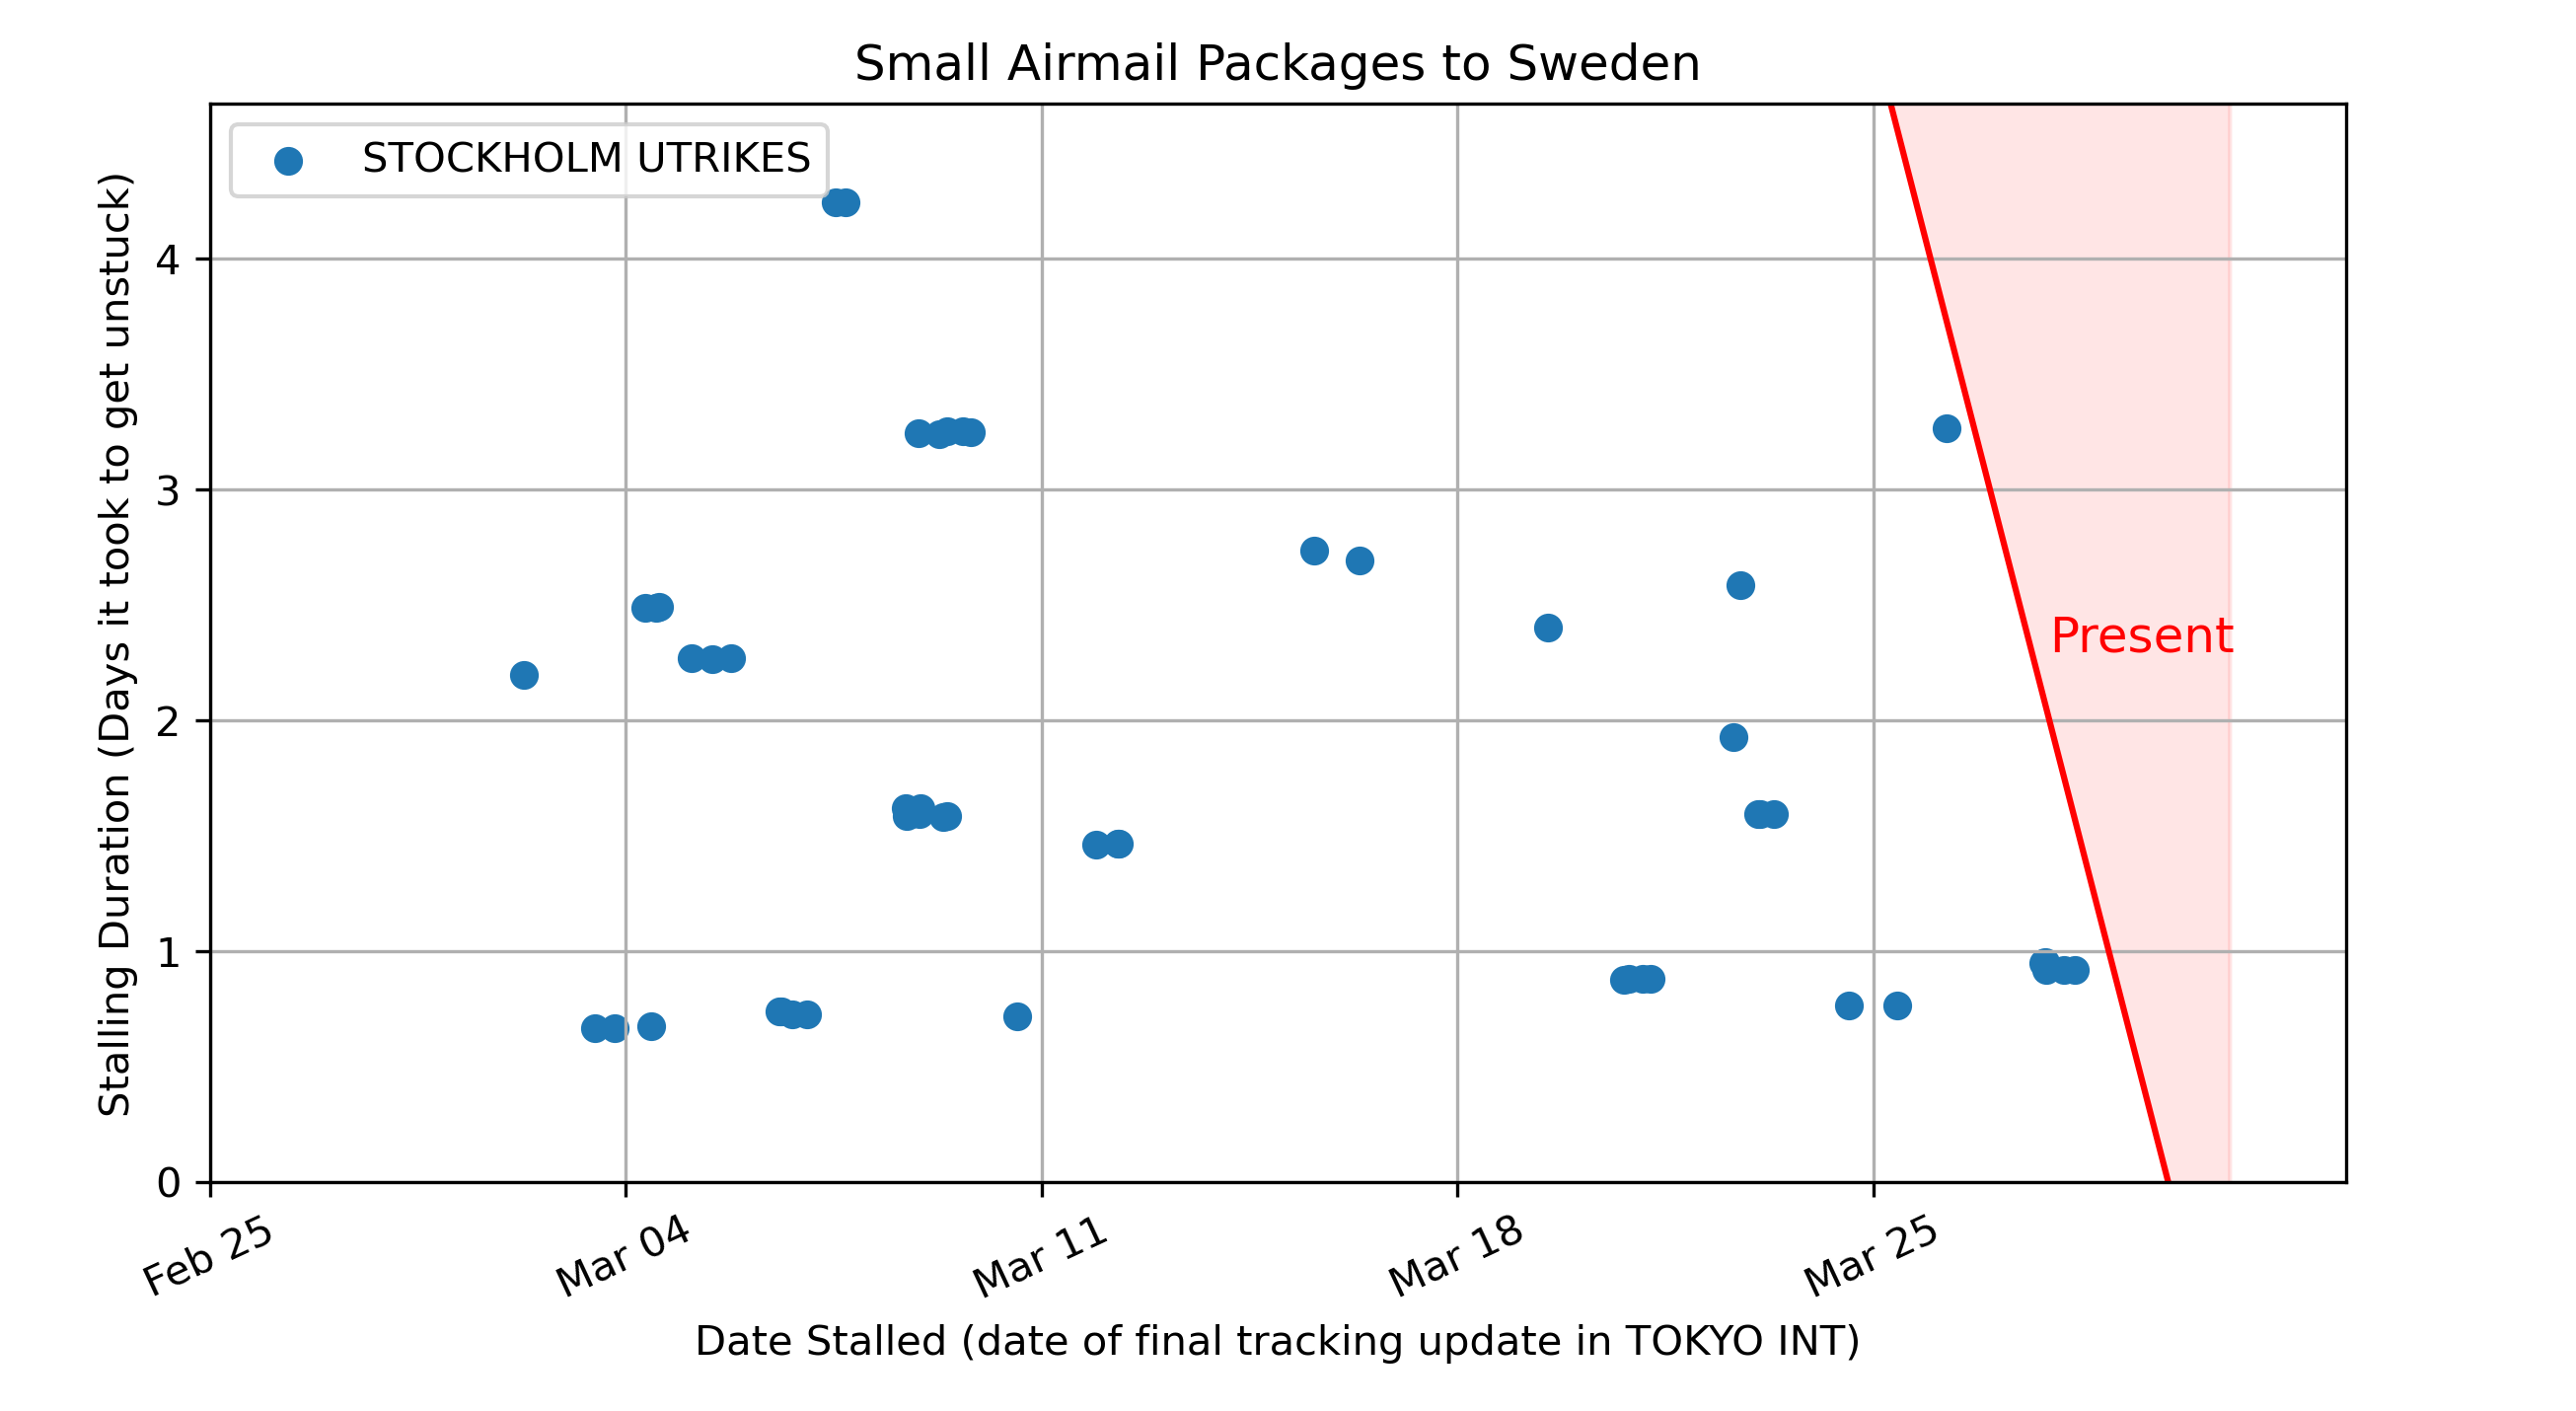 Small Airmail Packages to Sweden
STOCKHOLM UTRIKES
Stalling Duration (Days it took to get unstuck)
4
3
2
1
0
Present
Feb 25
Mar 04
Mar 11
Mar 18
Mar 25
Date Stalled (date of final tracking update in TOKYO INT)